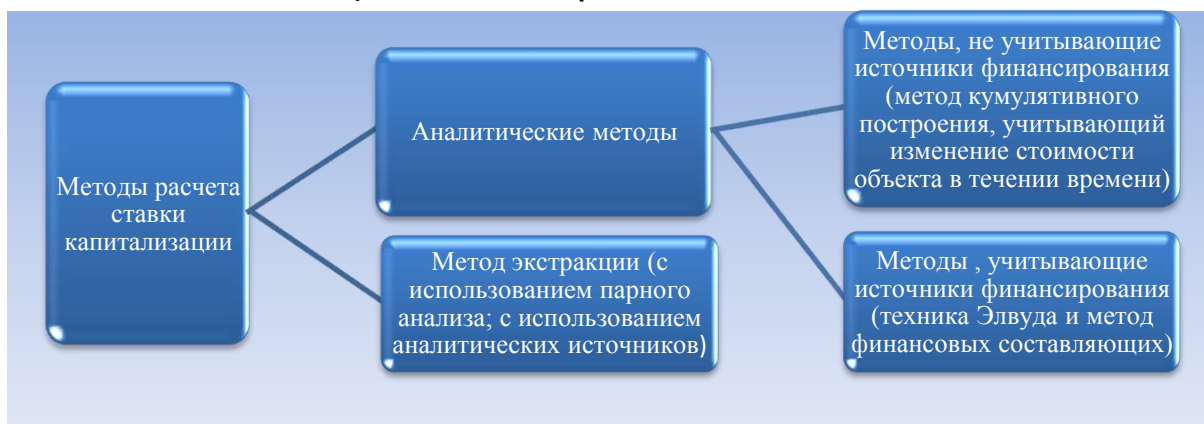 Методы расчета
ставки
капитализации
Аналитические методы
Метод экстракции (с
использованием парного
анализа; с использованием
аналитических источников)
Методы, не учитывающие
источники финансирования
(метод кумулятивного
построения, учитывающий
изменение стоимости
объекта в течении времени)
Методы , учитывающие
источники финансирования
(техника Элвуда и метод
финансовых составляющих)